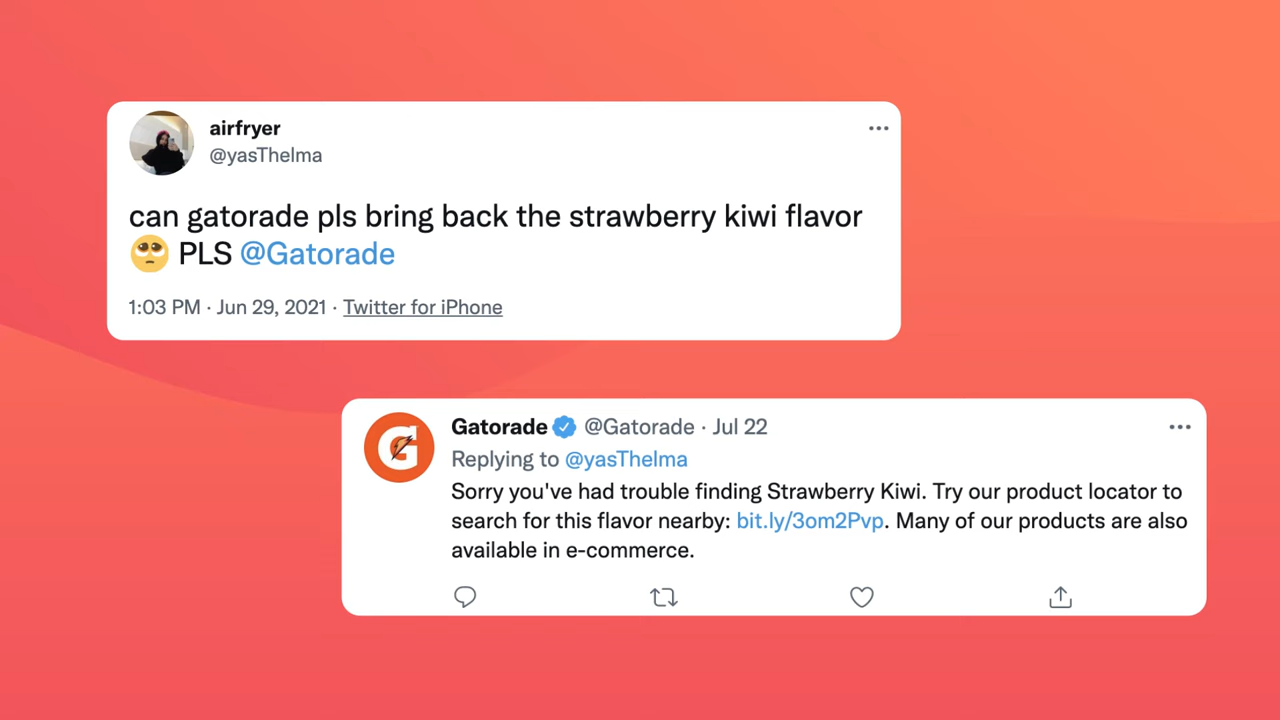 airfryer
@yasThelma
can gatorade pls bring back the strawberry kiwi flavor
🥺 PLS @Gatorade
1:03 PM · Jun 29, 2021 · Twitter for iPhone
Gatorade @Gatorade · Jul 22
Replying to @yasThelma
Sorry you've had trouble finding Strawberry Kiwi. Try our product locator to
search for this flavor nearby: bit.ly/3om2Pvp. Many of our products are also
available in e-commerce.